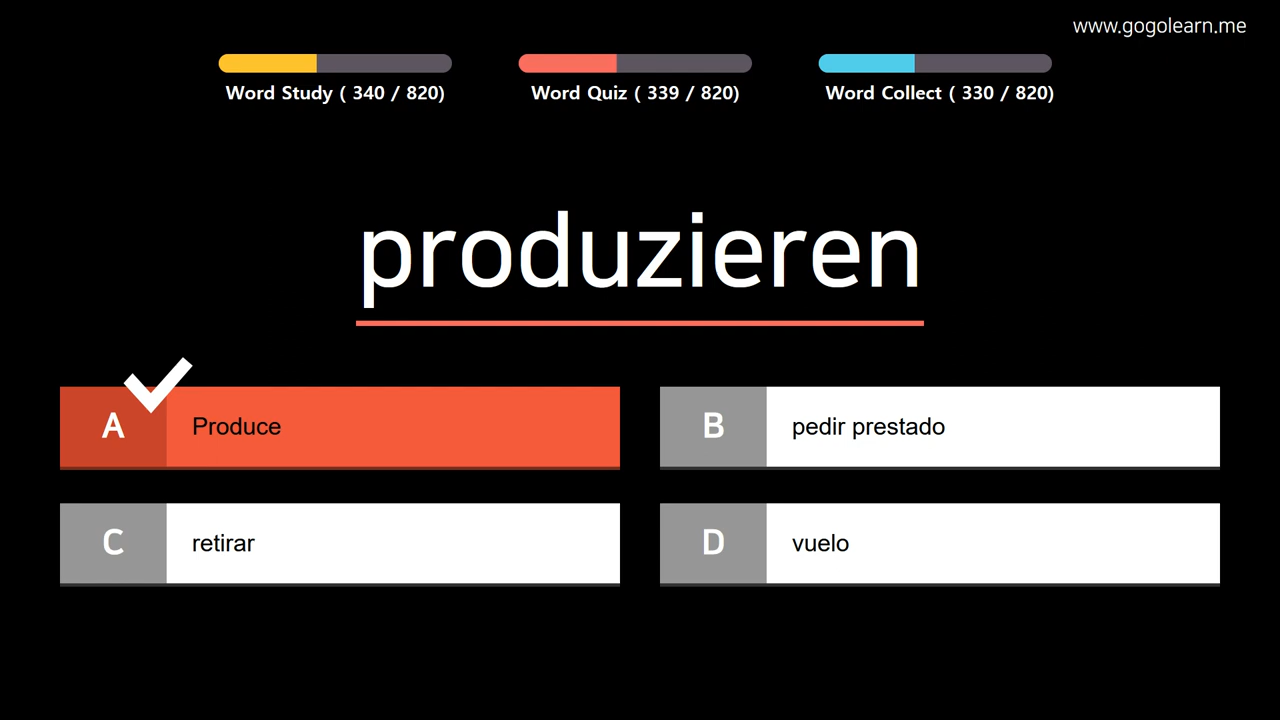 www.gogolearn.me
Word Study ( 340 / 820)
Word Quiz ( 339 / 820)
Word Collect ( 330 / 820)
produzieren
A Produce
B pedir prestado
C retirar
D vuelo